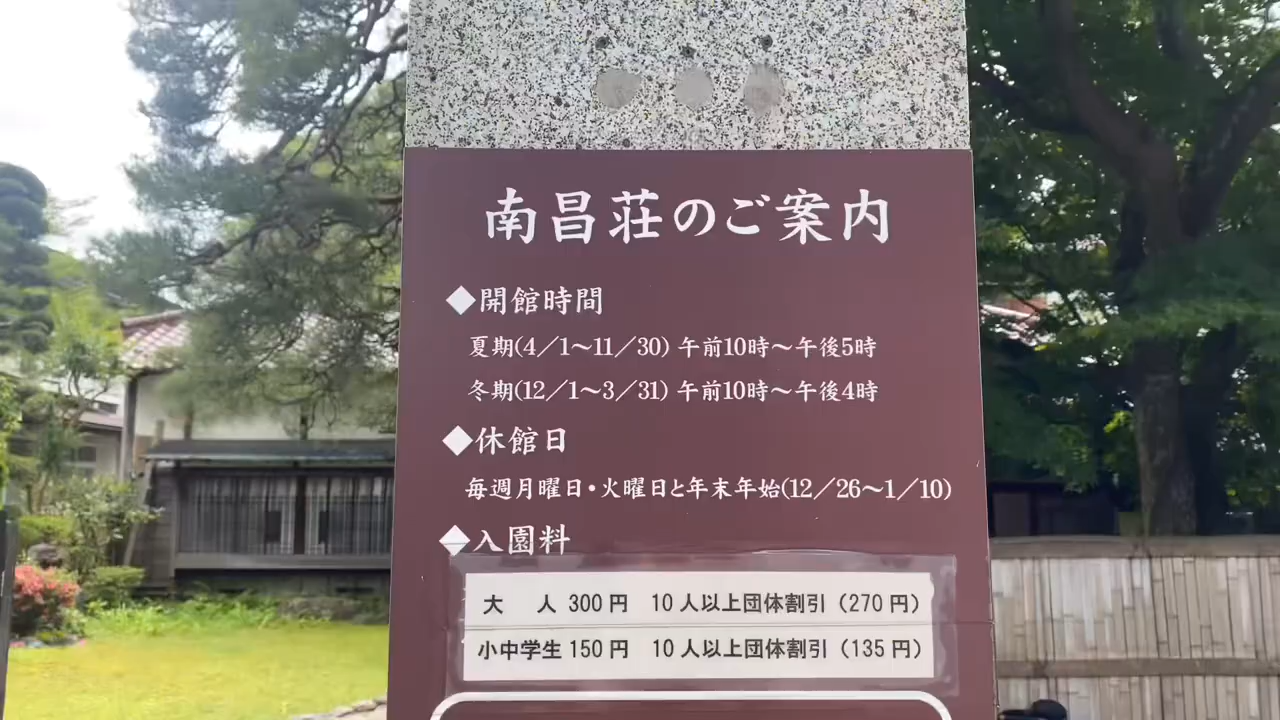 南昌荘のご案内
◆開館時間
夏期(4／1～11／30) 午前10時～午後5時
冬期(12／1～3／31) 午前10時～午後4時
◆休館日
毎週月曜日・火曜日と年末年始(12／26～1／10)
◆入園料
大　人 300円　10人以上団体割引（270円）
小中学生 150円　10人以上団体割引（135円）